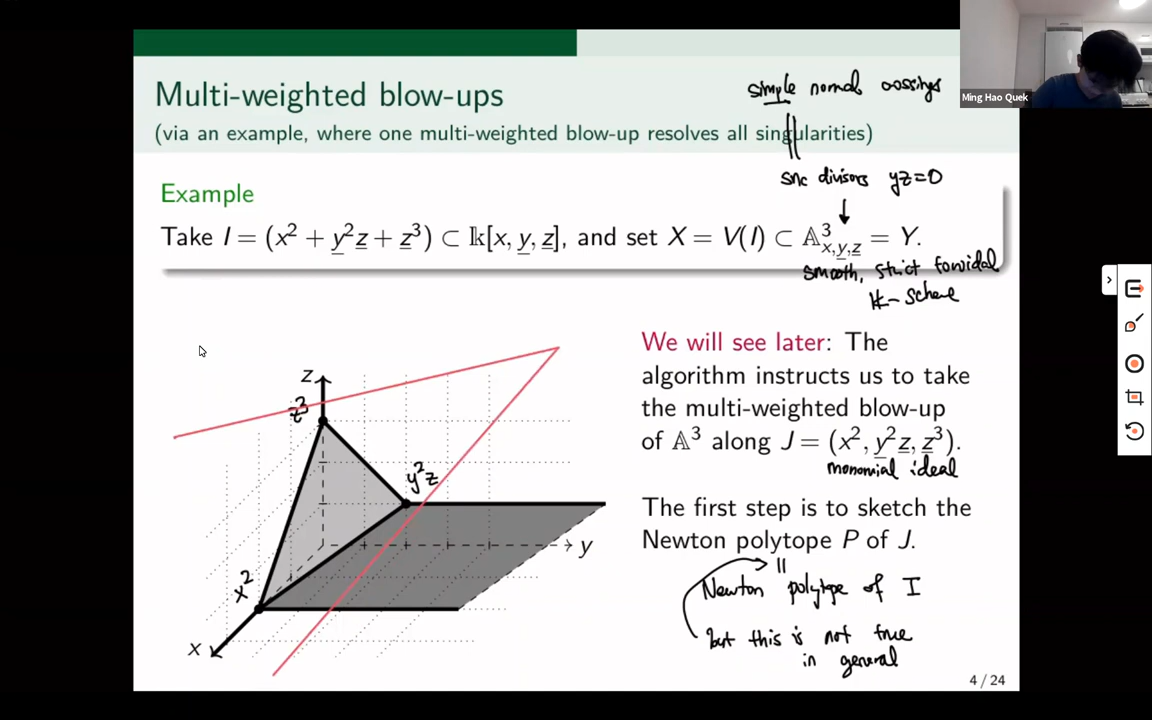 Multi-weighted blow-ups
(via an example, where one multi-weighted blow-up resolves all singularities)
simple normal crossings
snc divisors yz=0
Ming Hao Quek
Example
Take I = (x² + y²z + z³) ⊂ 𝕜[x, y, z], and set X = V(I) ⊂ 𝔸³ₓ,y,z = Y.
smooth, strict toroidal
𝕜-scheme
We will see later: The
algorithm instructs us to take
the multi-weighted blow-up
of 𝔸³ along J = (x², y²z, z³).
monomial ideal
The first step is to sketch the
Newton polytope P of J.
Newton polytope of I
but this is not true
in general
z
z³
y²z
y
x²
x
4 / 24